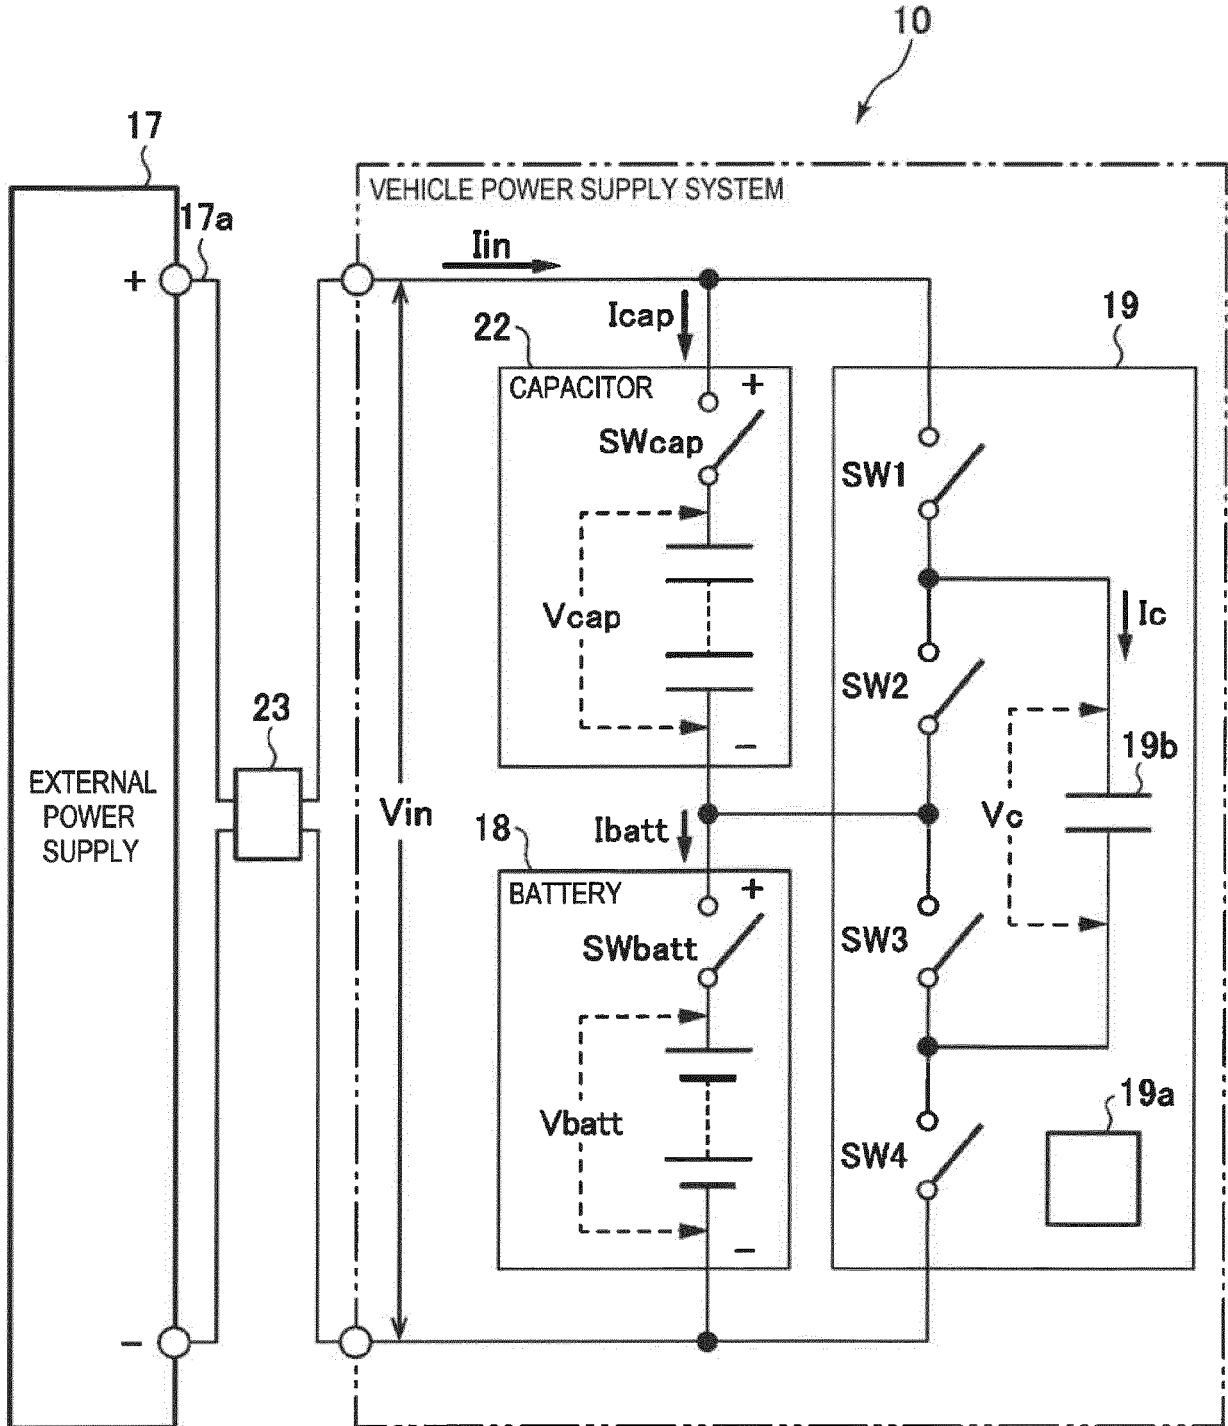 10
17
VEHICLE POWER SUPPLY SYSTEM
17a
Iin
+
Icap
19
22
CAPACITOR
+
SWcap
SW1
Vcap
Ic
SW2
23
19b
−
EXTERNAL
POWER
SUPPLY
Vin
Vc
18
Ibatt
BATTERY
+
SWbatt
SW3
Vbatt
19a
SW4
−
−